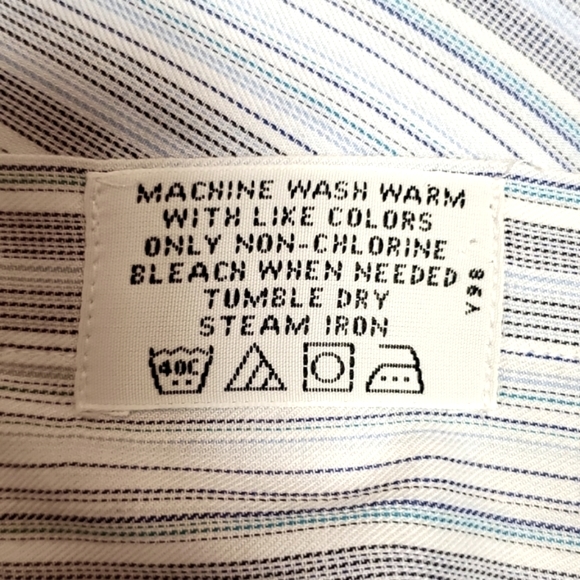 MACHINE WASH WARM
WITH LIKE COLORS
ONLY NON-CHLORINE
BLEACH WHEN NEEDED
TUMBLE DRY
STEAM IRON
40C
Y98